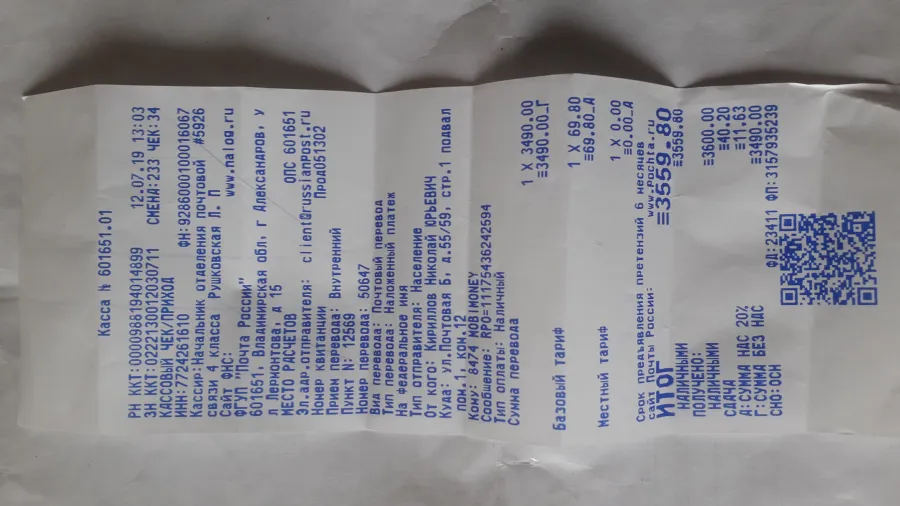 Касса № 601651.01
РН ККТ:0000988194014699 12.07.19 13:03
ЗН ККТ:0222130012030711 СМЕНА:233 ЧЕК:34
КАССОВЫЙ ЧЕК/ПРИХОД
ИНН:7724261610 ФН:9286000100016067
Кассир:Начальник отделения почтовой #5926
связи 4 класса Рушковская Л. П
Сайт ФНС: www.nalog.ru
ФГУП "Почта России"
601651, Владимирская обл, г Александров, у
л Лермонтова, д 15
МЕСТО РАСЧЕТОВ ОПС 601651
Эл.адр.отправителя: client@russianPost.ru
Номер квитанции Прод051302
Прием перевода: Внутренний
Пункт N: 12569
Номер перевода: 50647
Вид перевода: Почтовый перевод
Тип перевода: Наложенный платеж
На федеральное имя
Тип отправителя: Население
От кого: Кириллов Николай ЮРЬЕВИЧ
Куда: ул.Почтовая Б, д.55/59, стр.1 подвал
пом.1, ком.12
Кому: 8474 MOBIMONEY
Сообщение: RPO=111175436242594
Тип оплаты: Наличный
Сумма перевода
1 X 3490.00
≡3490.00_Г
Базовый тариф
1 X 69.80
≡69.80_А
Местный тариф
1 X 0.00
≡0.00_А
Срок предъявления претензий 6 месяцев
сайт Почты России: www.Pochta.ru
ИТОГ ≡3559.80
НАЛИЧНЫМИ ≡3559.80
ПОЛУЧЕНО:
НАЛИЧНЫМИ ≡3600.00
СДАЧА ≡40.20
А:СУММА НДС 20% ≡11.63
Г:СУММА БЕЗ НДС ≡3490.00
СНО:ОСН ФД:23411 ФП:3157935239